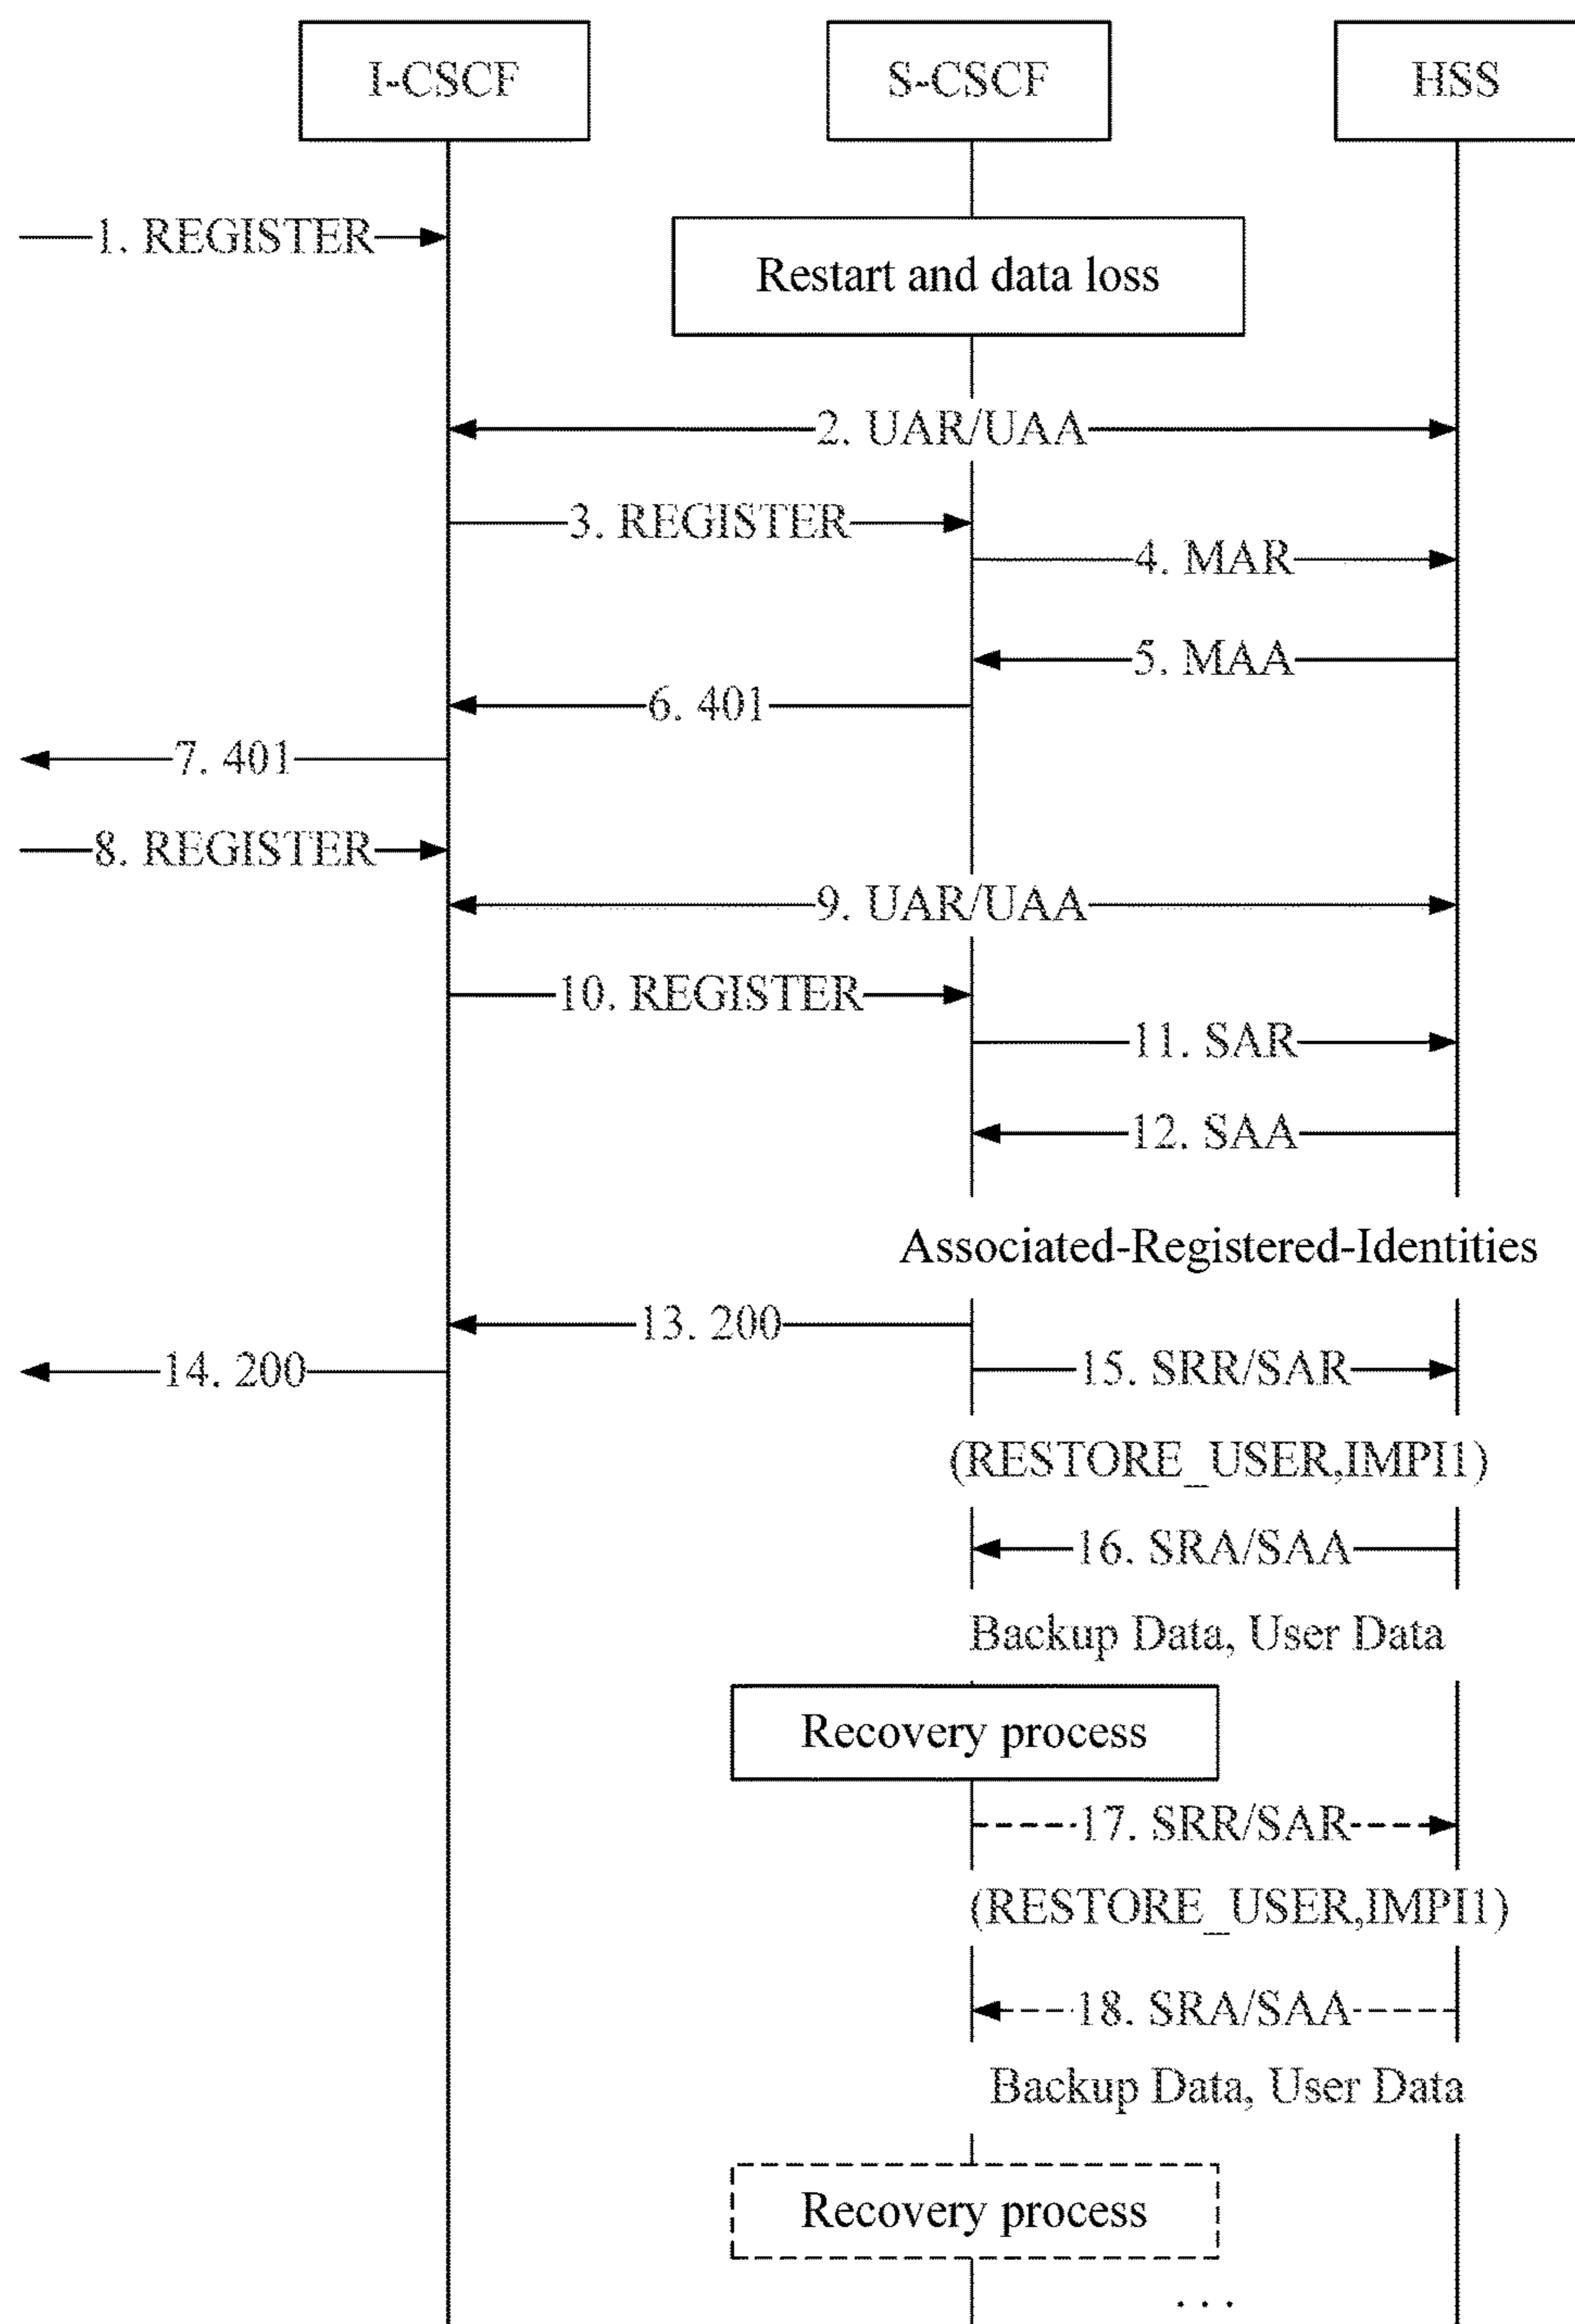 I-CSCF
S-CSCF
HSS
1. REGISTER
Restart and data loss
2. UAR/UAA
3. REGISTER
4. MAR
5. MAA
6. 401
7. 401
8. REGISTER
9. UAR/UAA
10. REGISTER
11. SAR
12. SAA
Associated-Registered-Identities
13. 200
14. 200
15. SRR/SAR
(RESTORE_USER,IMPI1)
16. SRA/SAA
Backup Data, User Data
Recovery process
17. SRR/SAR
(RESTORE_USER,IMPI1)
18. SRA/SAA
Backup Data, User Data
Recovery process
...